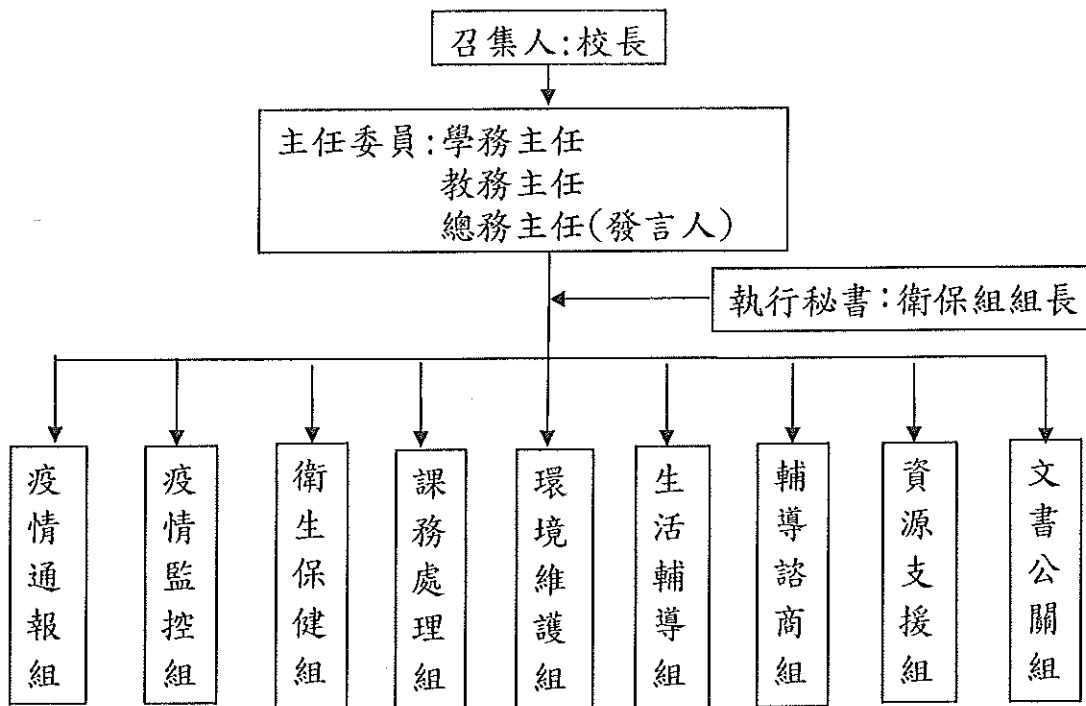 召集人:校長
主任委員:學務主任
教務主任
總務主任(發言人)
執行秘書:衛保組組長
疫情通報組
疫情監控組
衛生保健組
課務處理組
環境維護組
生活輔導組
輔導諮商組
資源支援組
文書公關組